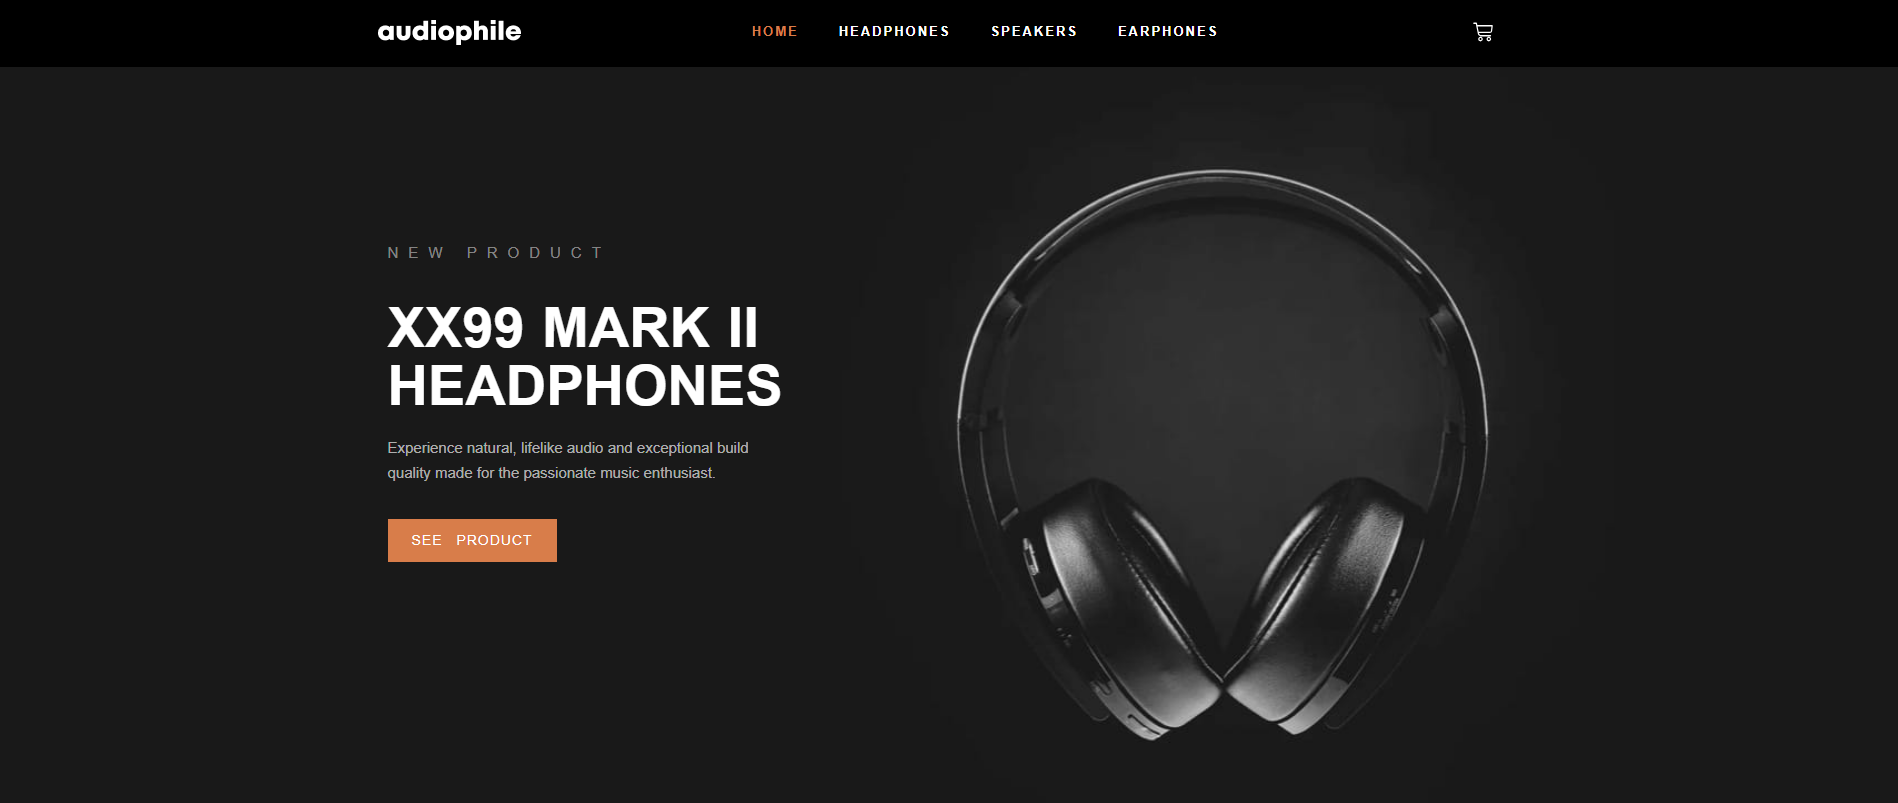 audiophile
HOME
HEADPHONES
SPEAKERS
EARPHONES
NEW PRODUCT
XX99 MARK II
HEADPHONES
Experience natural, lifelike audio and exceptional build
quality made for the passionate music enthusiast.
SEE PRODUCT